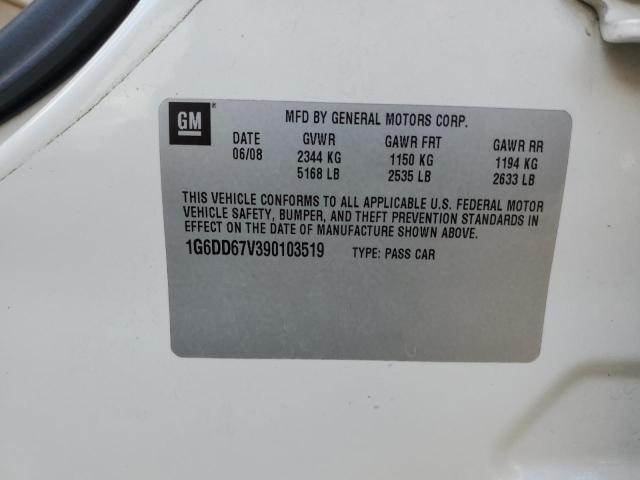 GM
MFD BY GENERAL MOTORS CORP.
DATE GVWR GAWR FRT GAWR RR
06/08 2344 KG 1150 KG 1194 KG
5168 LB 2535 LB 2633 LB
THIS VEHICLE CONFORMS TO ALL APPLICABLE U.S. FEDERAL MOTOR
VEHICLE SAFETY, BUMPER, AND THEFT PREVENTION STANDARDS IN
EFFECT ON THE DATE OF MANUFACTURE SHOWN ABOVE.
1G6DD67V390103519 TYPE: PASS CAR